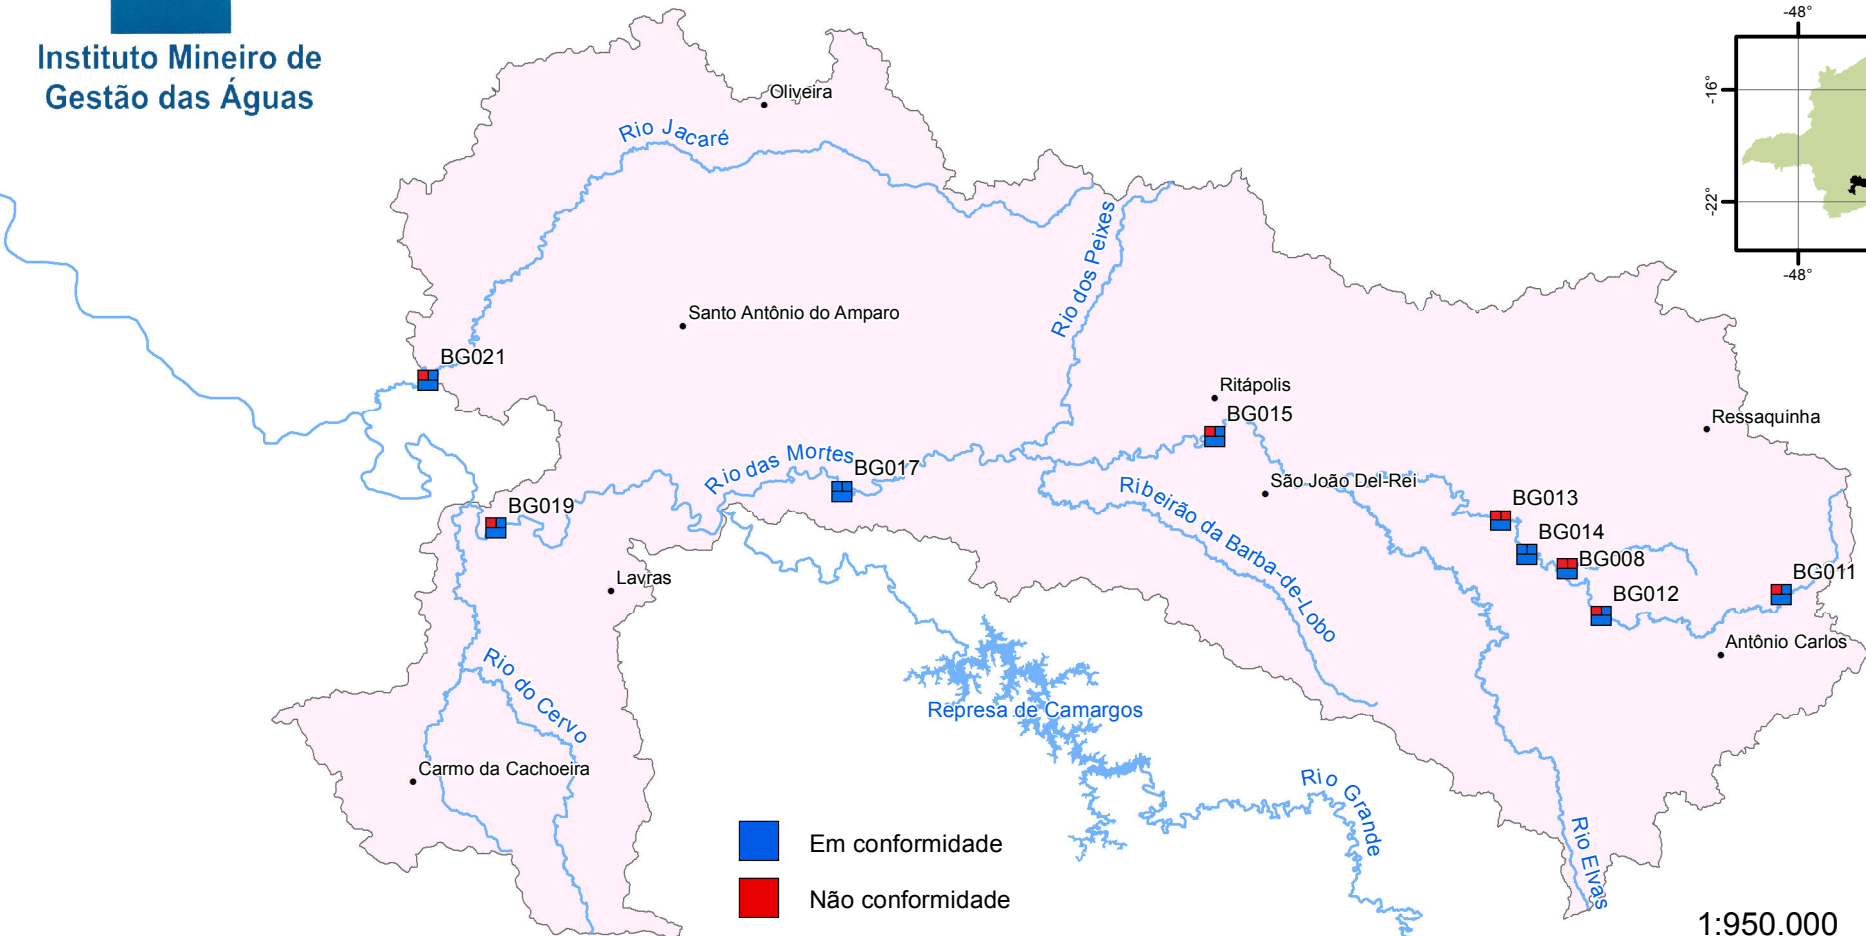 Instituto Mineiro de
Gestão das Águas
-48°
-16°
-22°
-48°
Oliveira
Rio Jacaré
Rio dos Peixes
Santo Antônio do Amparo
BG021
Ritápolis
BG015
Ressaquinha
Rio das Mortes
BG017
São João Del Rei
Ribeirão da Barba-de-Lobo
BG019
BG013
BG014
BG008
BG011
BG012
Lavras
Antônio Carlos
Rio do Cervo
Represa de Camargos
Carmo da Cachoeira
Rio Grande
Rio Elvas
Em conformidade
Não conformidade
1:950.000